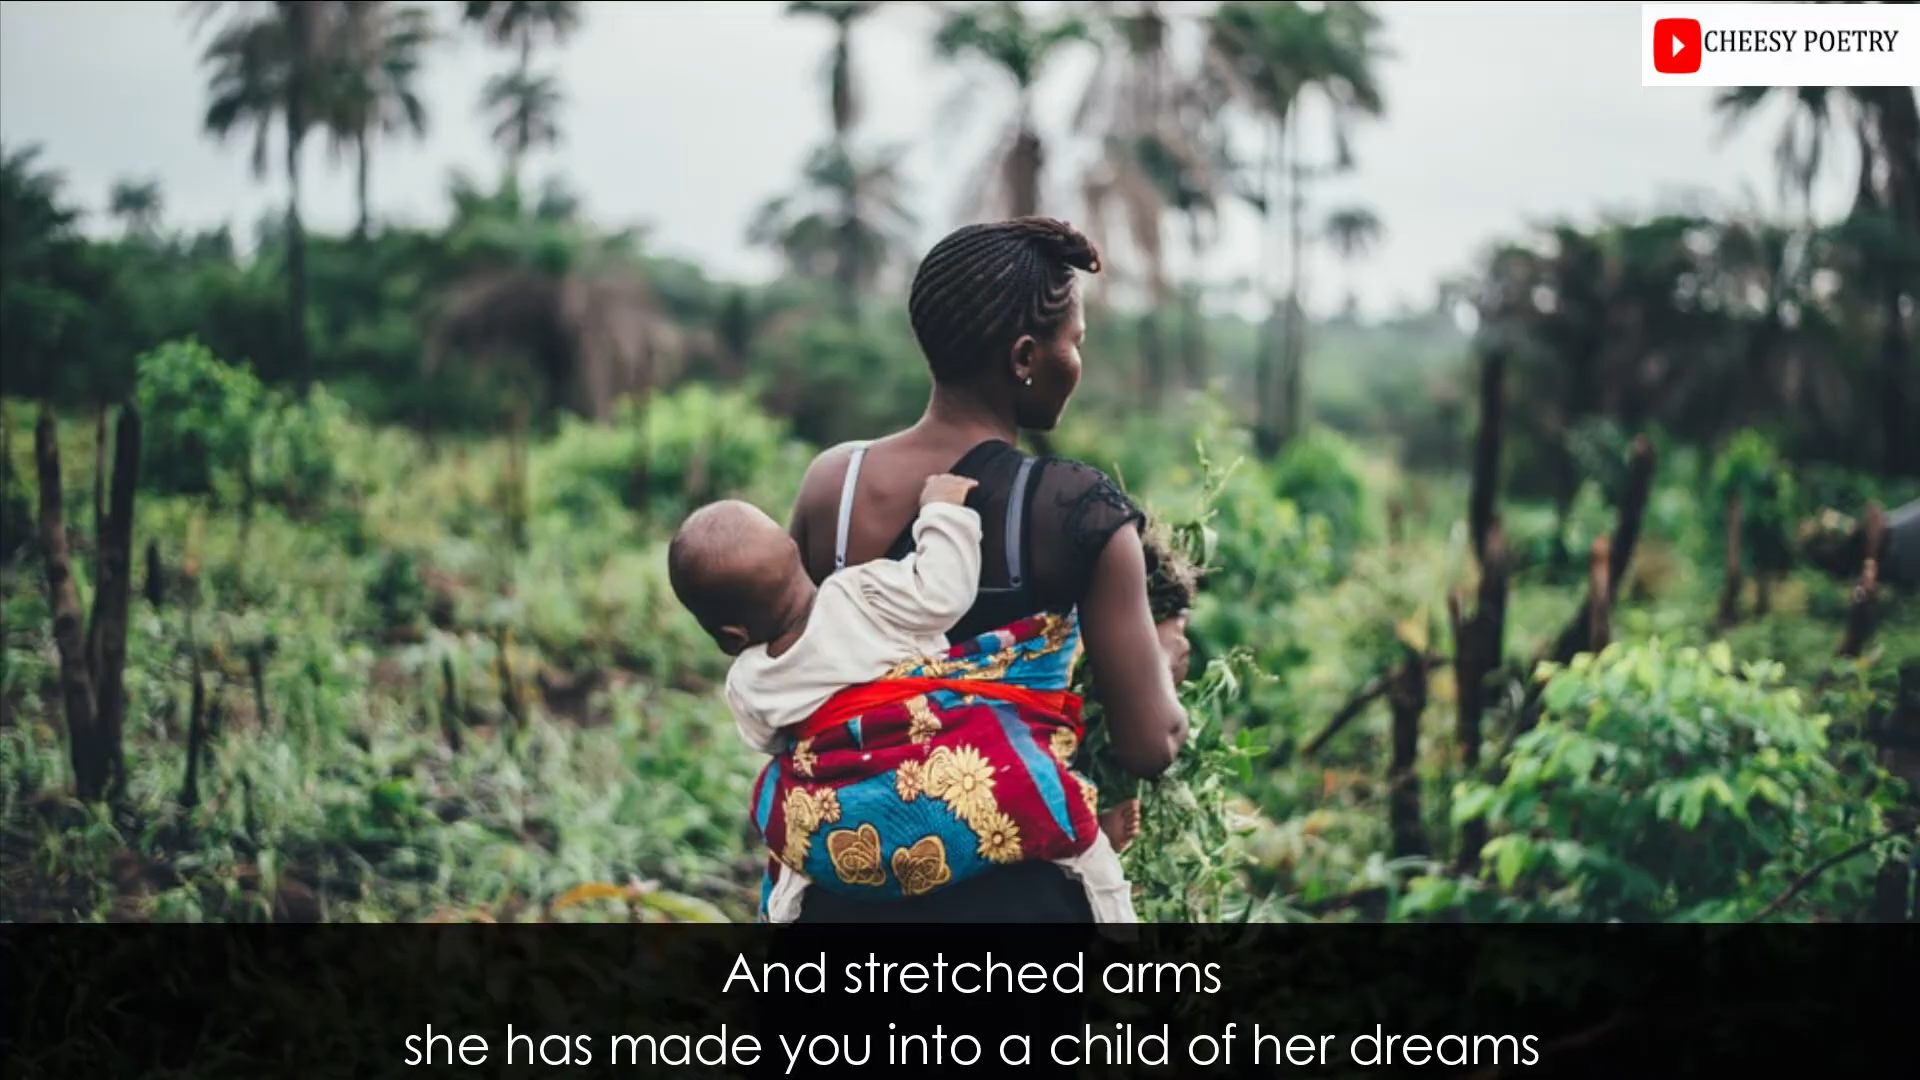 CHEESY POETRY
And stretched arms
she has made you into a child of her dreams